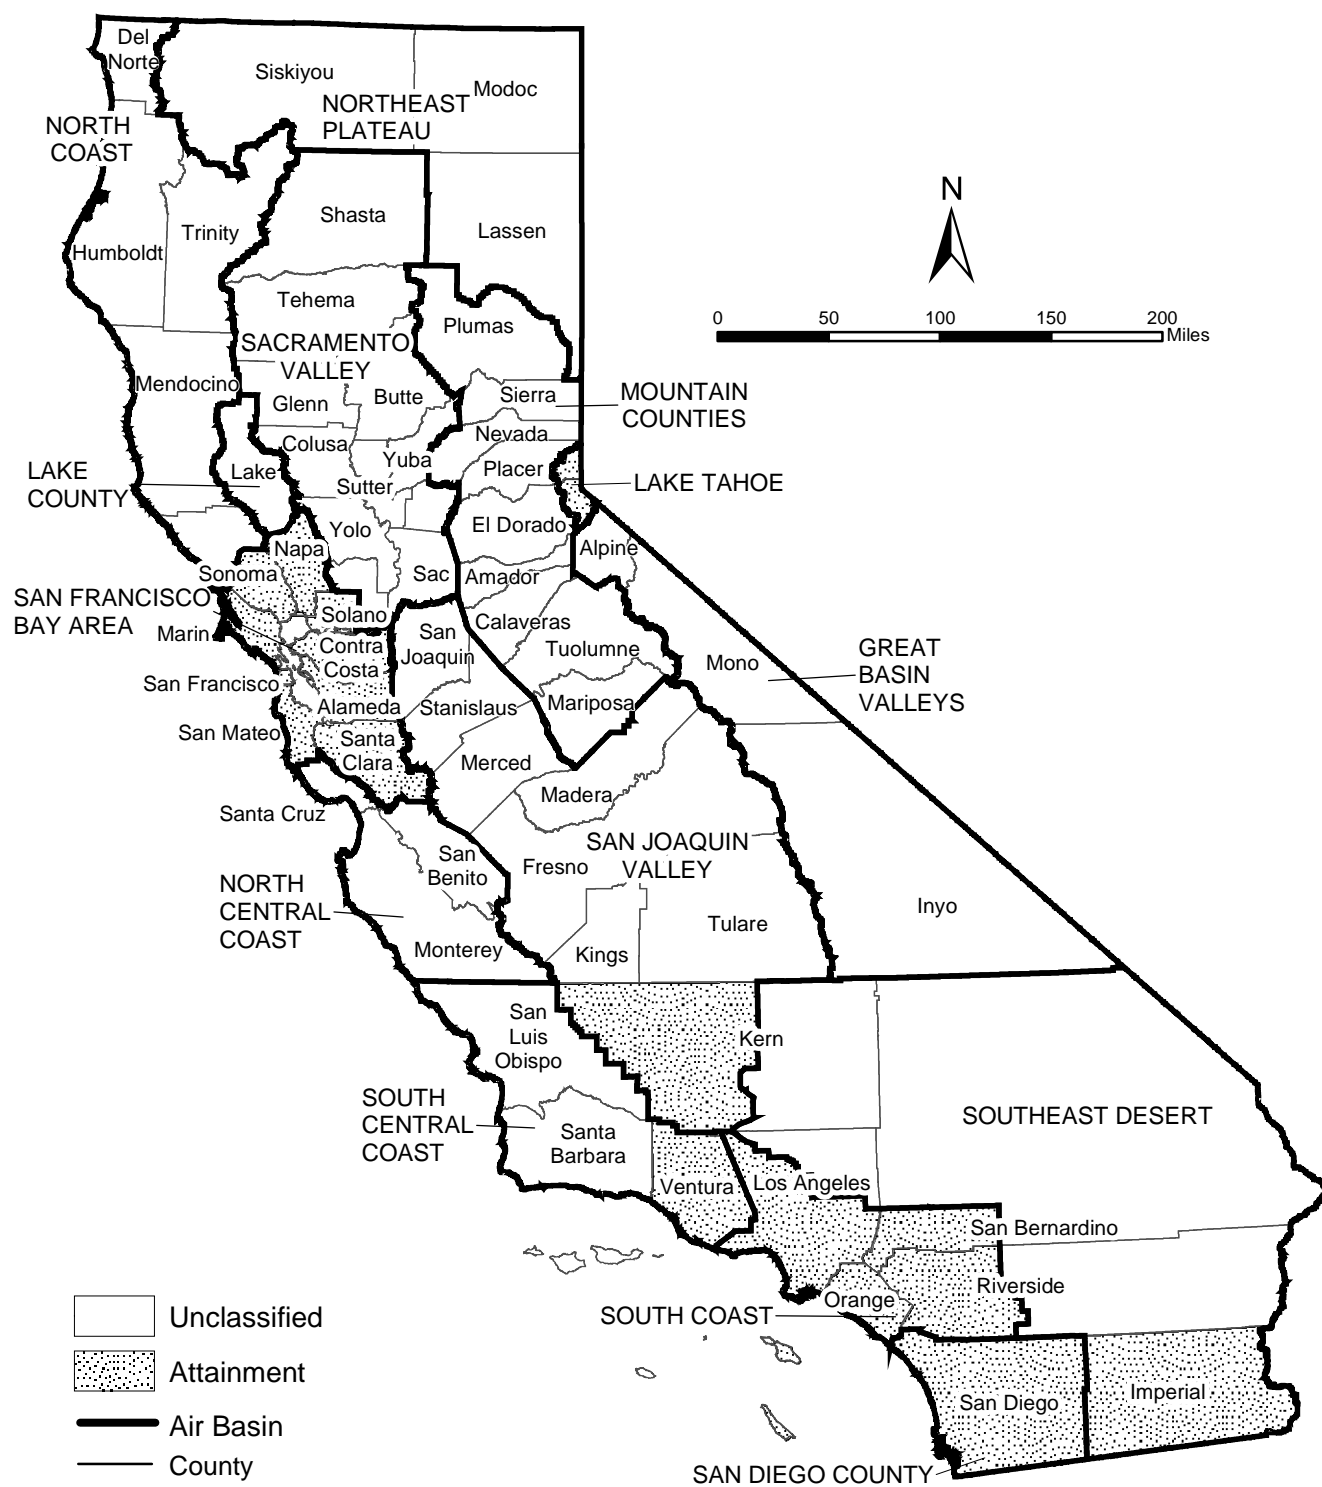 Del
Norte
Siskiyou
Modoc
NORTHEAST
PLATEAU
NORTH
COAST
N
Shasta
Trinity
Lassen
Humboldt
Tehema
Plumas
0 50 100 150 200
Miles
SACRAMENTO
VALLEY
Mendocino
Butte
Sierra
MOUNTAIN
COUNTIES
Glenn
Colusa
Nevada
Yuba
Placer
LAKE
COUNTY
Lake
Sutter
LAKE TAHOE
Yolo
El Dorado
Napa
Alpine
Sonoma
Sac
Amador
SAN FRANCISCO
BAY AREA
Solano
Marin
Calaveras
San
Joaquin
Contra
Costa
Tuolumne
Mono
GREAT
BASIN
VALLEYS
San Francisco
Alameda
Stanislaus
Mariposa
San Mateo
Santa
Clara
Merced
Madera
Santa Cruz
SAN JOAQUIN
VALLEY
San
Benito
Fresno
NORTH
CENTRAL
COAST
Inyo
Tulare
Monterey
Kings
San
Luis
Obispo
Kern
SOUTH
CENTRAL
COAST
SOUTHEAST DESERT
Santa
Barbara
Ventura
Los Angeles
San Bernardino
Riverside
Orange
SOUTH COAST
Unclassified
Attainment
Imperial
San Diego
Air Basin
County
SAN DIEGO COUNTY